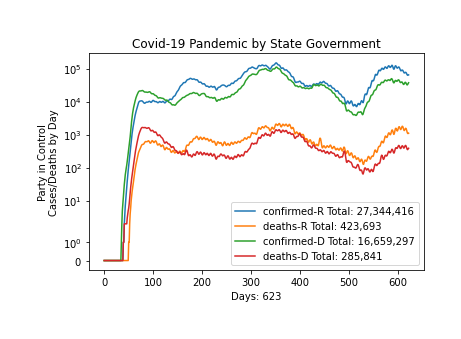 Covid-19 Pandemic by State Government
Party in Control
Cases/Deaths by Day
10⁵
10⁴
10³
10²
10¹
10⁰
0
confirmed-R Total: 27,344,416
deaths-R Total: 423,693
confirmed-D Total: 16,659,297
deaths-D Total: 285,841
0 100 200 300 400 500 600
Days: 623